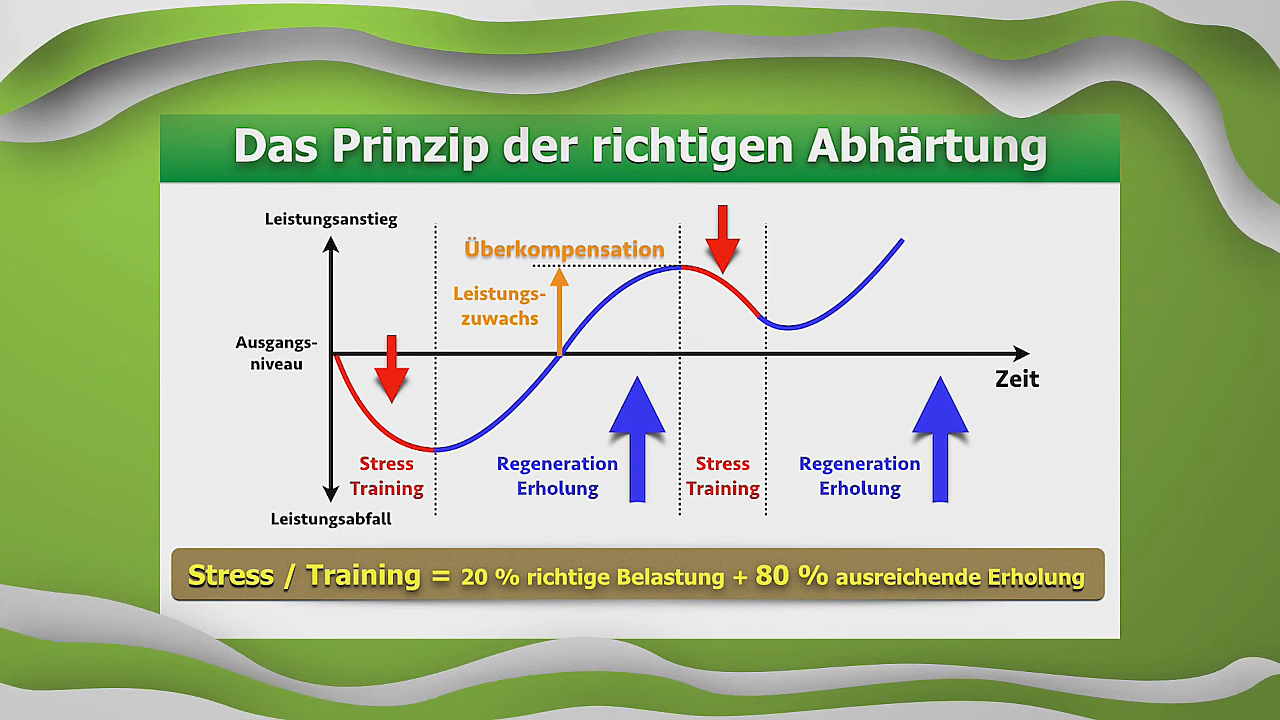 Das Prinzip der richtigen Abhärtung
Leistungsanstieg
Überkompensation
Leistungs-
zuwachs
Ausgangs-
niveau
Zeit
Stress
Training
Regeneration
Erholung
Stress
Training
Regeneration
Erholung
Leistungsabfall
Stress / Training = 20 % richtige Belastung + 80 % ausreichende Erholung